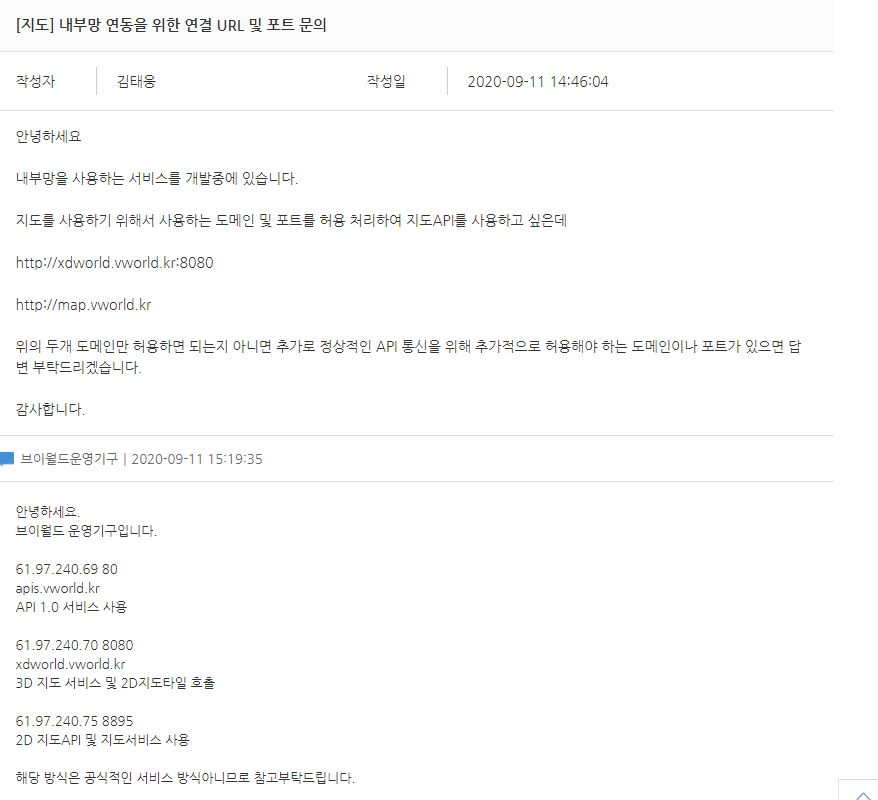 [지도] 내부망 연동을 위한 연결 URL 및 포트 문의
작성자 김태웅 작성일 2020-09-11 14:46:04
안녕하세요
내부망을 사용하는 서비스를 개발중에 있습니다.
지도를 사용하기 위해서 사용하는 도메인 및 포트를 허용 처리하여 지도API를 사용하고 싶은데
http://xdworld.vworld.kr:8080
http://map.vworld.kr
위의 두개 도메인만 허용하면 되는지 아니면 추가로 정상적인 API 통신을 위해 추가적으로 허용해야 하는 도메인이나 포트가 있으면 답
변 부탁드리겠습니다.
감사합니다.
브이월드운영기구 | 2020-09-11 15:19:35
안녕하세요.
브이월드 운영기구입니다.
61.97.240.69 80
apis.vworld.kr
API 1.0 서비스 사용
61.97.240.70 8080
xdworld.vworld.kr
3D 지도 서비스 및 2D지도타일 호출
61.97.240.75 8895
2D 지도API 및 지도서비스 사용
해당 방식은 공식적인 서비스 방식아니므로 참고부탁드립니다.